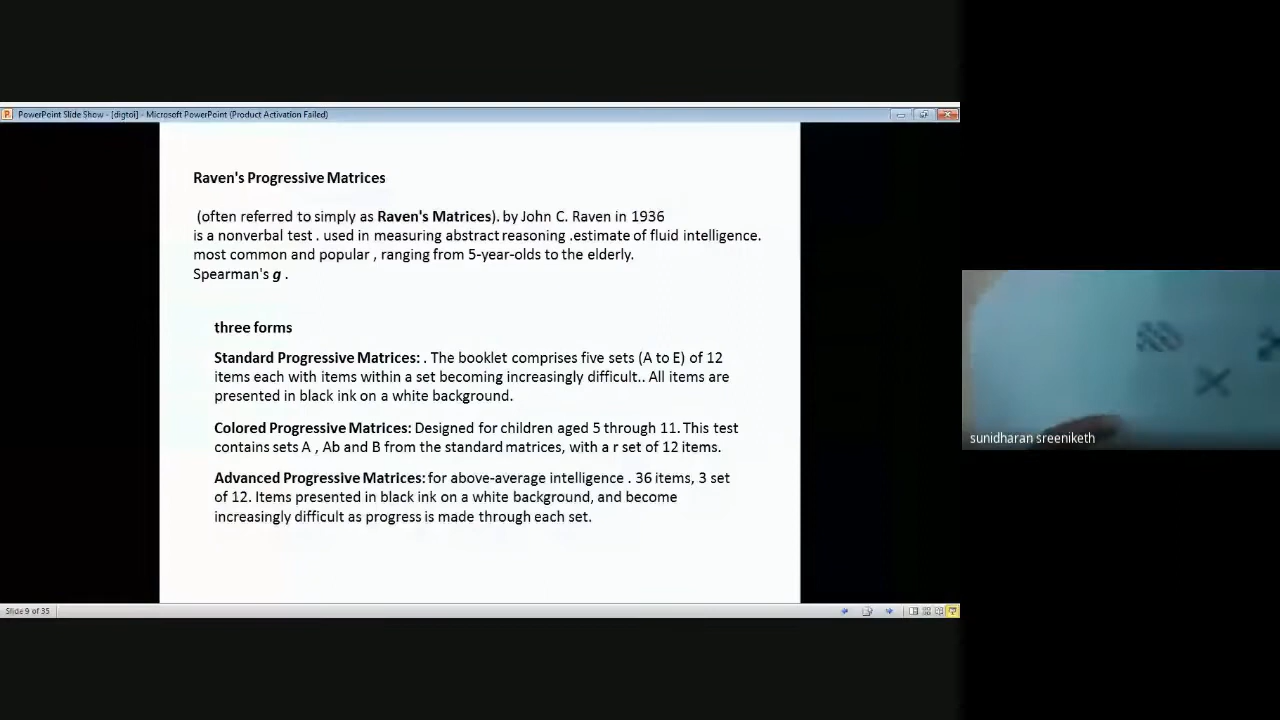 PowerPoint Slide Show - [digtoi] - Microsoft PowerPoint (Product Activation Failed)
Raven's Progressive Matrices
(often referred to simply as Raven's Matrices). by John C. Raven in 1936
is a nonverbal test . used in measuring abstract reasoning .estimate of fluid intelligence.
most common and popular , ranging from 5-year-olds to the elderly.
Spearman's g .
three forms
Standard Progressive Matrices: . The booklet comprises five sets (A to E) of 12
items each with items within a set becoming increasingly difficult.. All items are
presented in black ink on a white background.
Colored Progressive Matrices: Designed for children aged 5 through 11. This test
contains sets A , Ab and B from the standard matrices, with a r set of 12 items.
Advanced Progressive Matrices: for above-average intelligence . 36 items, 3 set
of 12. Items presented in black ink on a white background, and become
increasingly difficult as progress is made through each set.
Slide 9 of 35
sunidharan sreeniketh